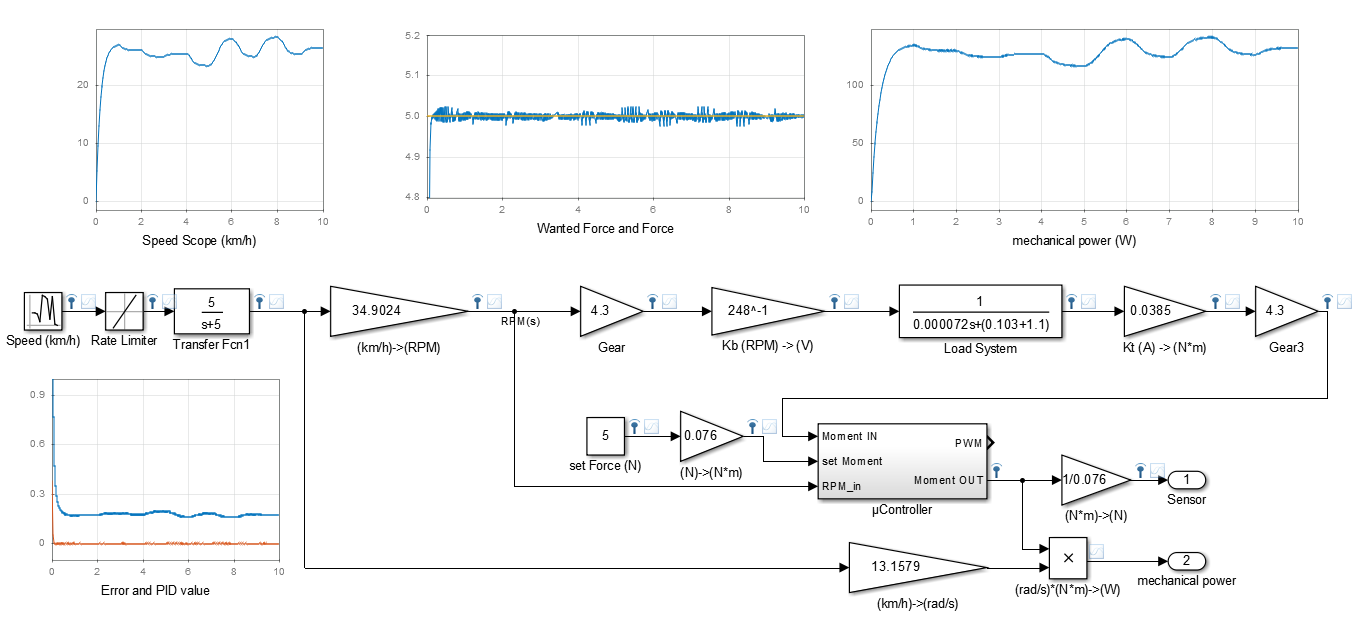 20
10
0
0 2 4 6 8 10
Speed Scope (km/h)
5.2
5.1
5.0
4.9
4.8
0 2 4 6 8 10
Wanted Force and Force
100
50
0
0 1 2 3 4 5 6 7 8 9 10
mechanical power (W)
Speed (km/h)
Rate Limiter
5
s+5
Transfer Fcn1
34.9024
(km/h)->(RPM)
RPM(s)
4.3
Gear
248^-1
Kb (RPM) -> (V)
1
0.000072s+(0.103+1.1)
Load System
0.0385
Kt (A) -> (N*m)
4.3
Gear3
0.9
0.6
0.3
0
0 2 4 6 8 10
Error and PID value
5
set Force (N)
0.076
(N)->(N*m)
Moment IN
set Moment
RPM_in
PWM
Moment OUT
µController
1/0.076
(N*m)->(N)
1
Sensor
13.1579
(km/h)->(rad/s)
×
(rad/s)*(N*m)->(W)
2
mechanical power